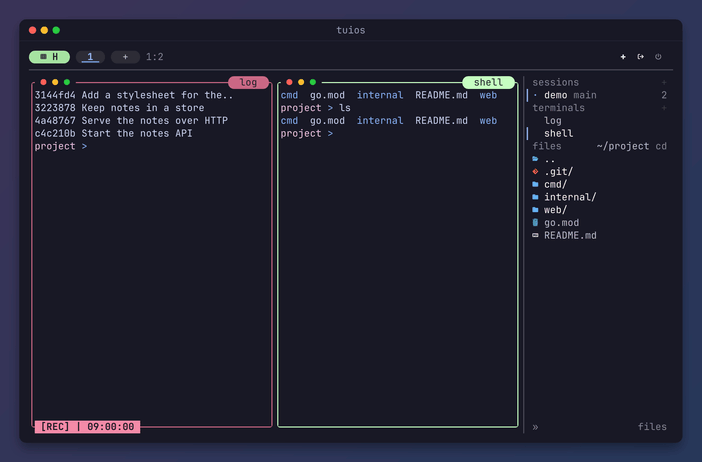 tuios
H 1 + 1:2
log
3144fd4 Add a stylesheet for the..
3223878 Keep notes in a store
4a48767 Serve the notes over HTTP
c4c210b Start the notes API
project >
[REC] | 09:00:00
shell
cmd go.mod internal README.md web
project > ls
cmd go.mod internal README.md web
project >
sessions +
· demo main 2
terminals +
log
shell
files ~/project cd
..
.git/
cmd/
internal/
web/
go.mod
README.md
» files